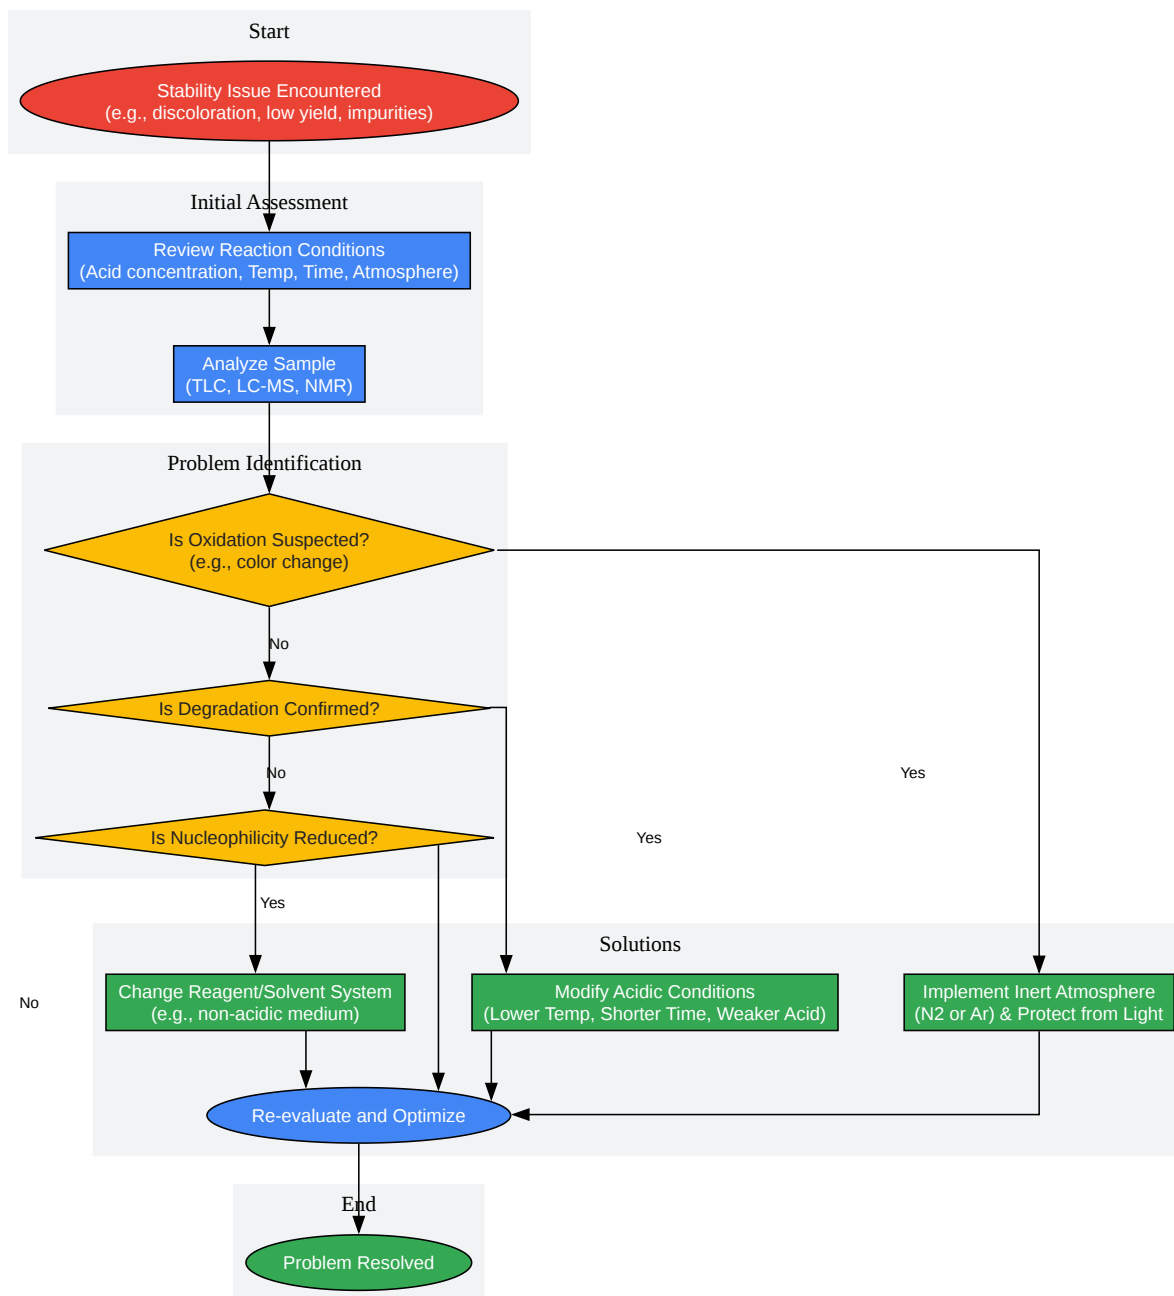 Start
Stability Issue Encountered
(e.g., discoloration, low yield, impurities)
Initial Assessment
Review Reaction Conditions
(Acid concentration, Temp, Time, Atmosphere)
Analyze Sample
(TLC, LC-MS, NMR)
Problem Identification
Is Oxidation Suspected?
(e.g., color change)
No
Is Degradation Confirmed?
No
Yes
Is Nucleophilicity Reduced?
Yes
Yes
Solutions
No
Change Reagent/Solvent System
(e.g., non-acidic medium)
Modify Acidic Conditions
(Lower Temp, Shorter Time, Weaker Acid)
Implement Inert Atmosphere
(N2 or Ar) & Protect from Light
Re-evaluate and Optimize
End
Problem Resolved